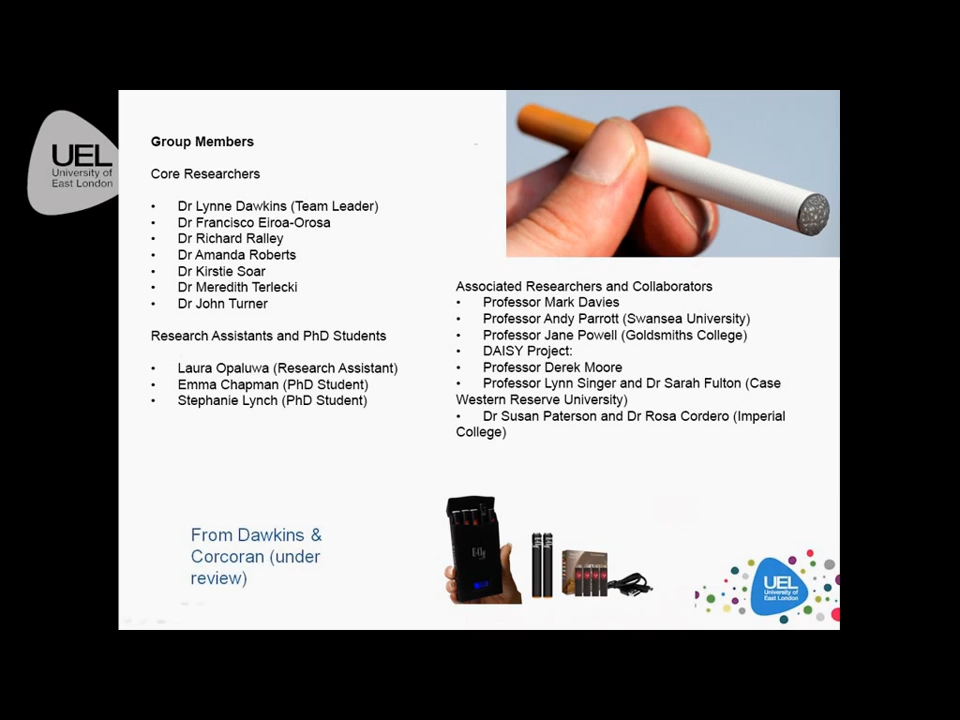 UEL
University of
East London
Group Members
Core Researchers
• Dr Lynne Dawkins (Team Leader)
• Dr Francisco Eiroa-Orosa
• Dr Richard Ralley
• Dr Amanda Roberts
• Dr Kirstie Soar
• Dr Meredith Terlecki
• Dr John Turner
Research Assistants and PhD Students
• Laura Opaluwa (Research Assistant)
• Emma Chapman (PhD Student)
• Stephanie Lynch (PhD Student)
Associated Researchers and Collaborators
• Professor Mark Davies
• Professor Andy Parrott (Swansea University)
• Professor Jane Powell (Goldsmiths College)
• DAISY Project:
• Professor Derek Moore
• Professor Lynn Singer and Dr Sarah Fulton (Case
Western Reserve University)
• Dr Susan Paterson and Dr Rosa Cordero (Imperial
College)
From Dawkins &
Corcoran (under
review)
UEL
University of
East London